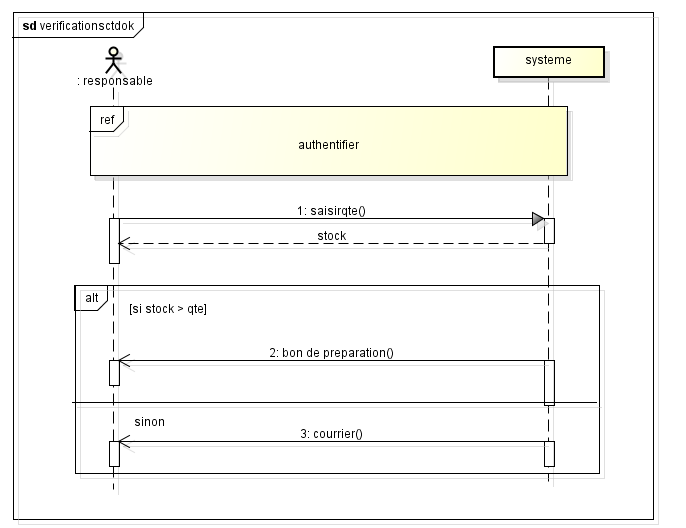 sd verificationsctdok
systeme
: responsable
ref
authentifier
1: saisirqte()
stock
alt
[si stock > qte]
2: bon de preparation()
sinon
3: courrier()